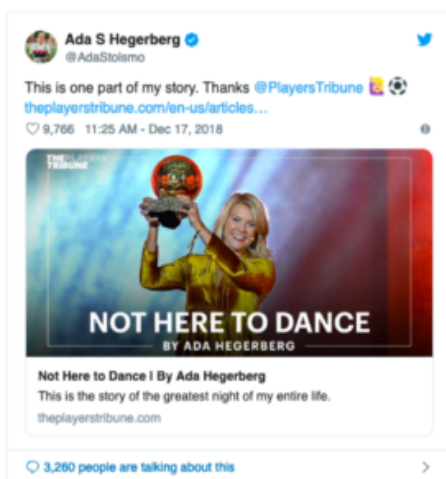 Ada S Hegerberg
@AdaStolsmo
This is one part of my story. Thanks @PlayersTribune
theplayerstribune.com/en-us/articles…
9,766 11:25 AM - Dec 17, 2018
THE PLAYERS'
TRIBUNE
NOT HERE TO DANCE
BY ADA HEGERBERG
Not Here to Dance | By Ada Hegerberg
This is the story of the greatest night of my entire life.
theplayerstribune.com
3,260 people are talking about this